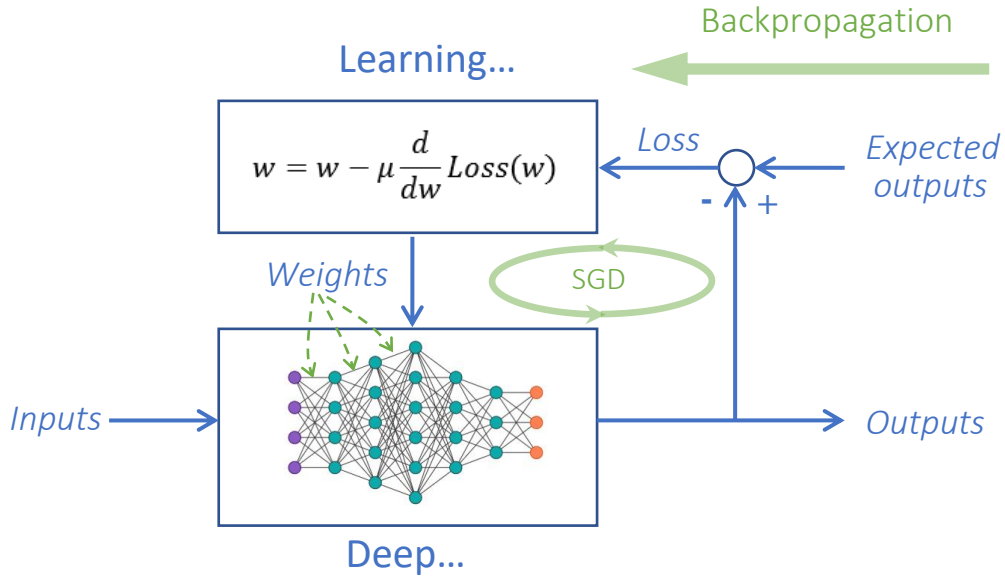 Backpropagation
Learning...
w = w − μ d/dw Loss(w)
Loss
Expected
outputs
- +
Weights
SGD
Inputs
Outputs
Deep...